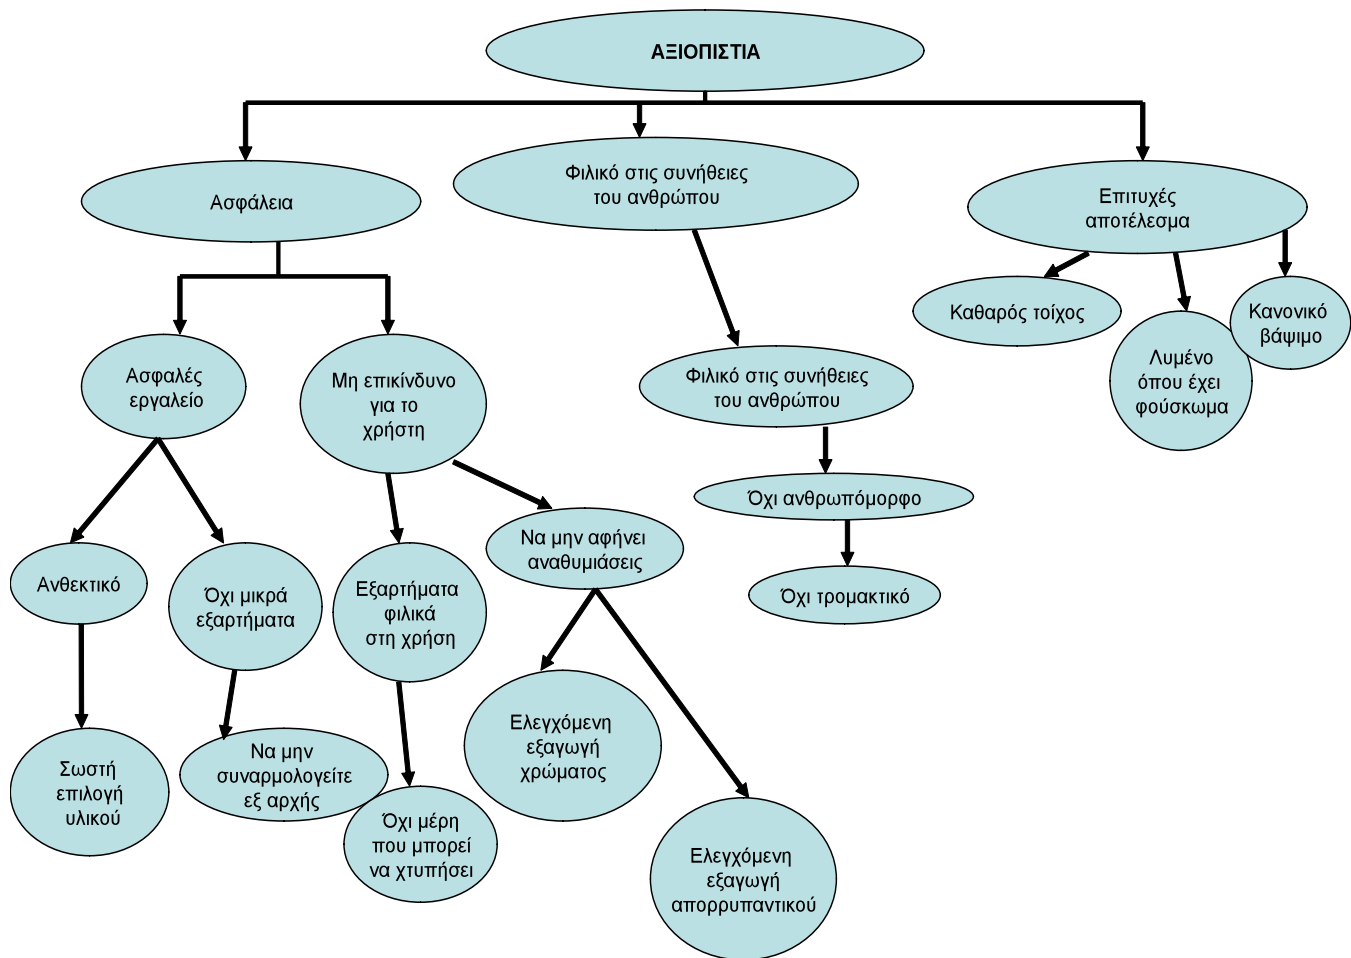 ΑΞΙΟΠΙΣΤΙΑ
Ασφάλεια
Φιλικό στις συνήθειες
του ανθρώπου
Επιτυχές
αποτέλεσμα
Καθαρός τοίχος
Λυμένο
όπου έχει
φούσκωμα
Κανονικό
βάψιμο
Ασφαλές
εργαλείο
Μη επικίνδυνο
για το
χρήστη
Φιλικό στις συνήθειες
του ανθρώπου
Όχι ανθρωπόμορφο
Όχι τρομακτικό
Ανθεκτικό
Όχι μικρά
εξαρτήματα
Εξαρτήματα
φιλικά
στη χρήση
Να μην αφήνει
αναθυμιάσεις
Σωστή
επιλογή
υλικού
Να μην
συναρμολογείτε
εξ αρχής
Όχι μέρη
που μπορεί
να χτυπήσει
Ελεγχόμενη
εξαγωγή
χρώματος
Ελεγχόμενη
εξαγωγή
απορρυπαντικού